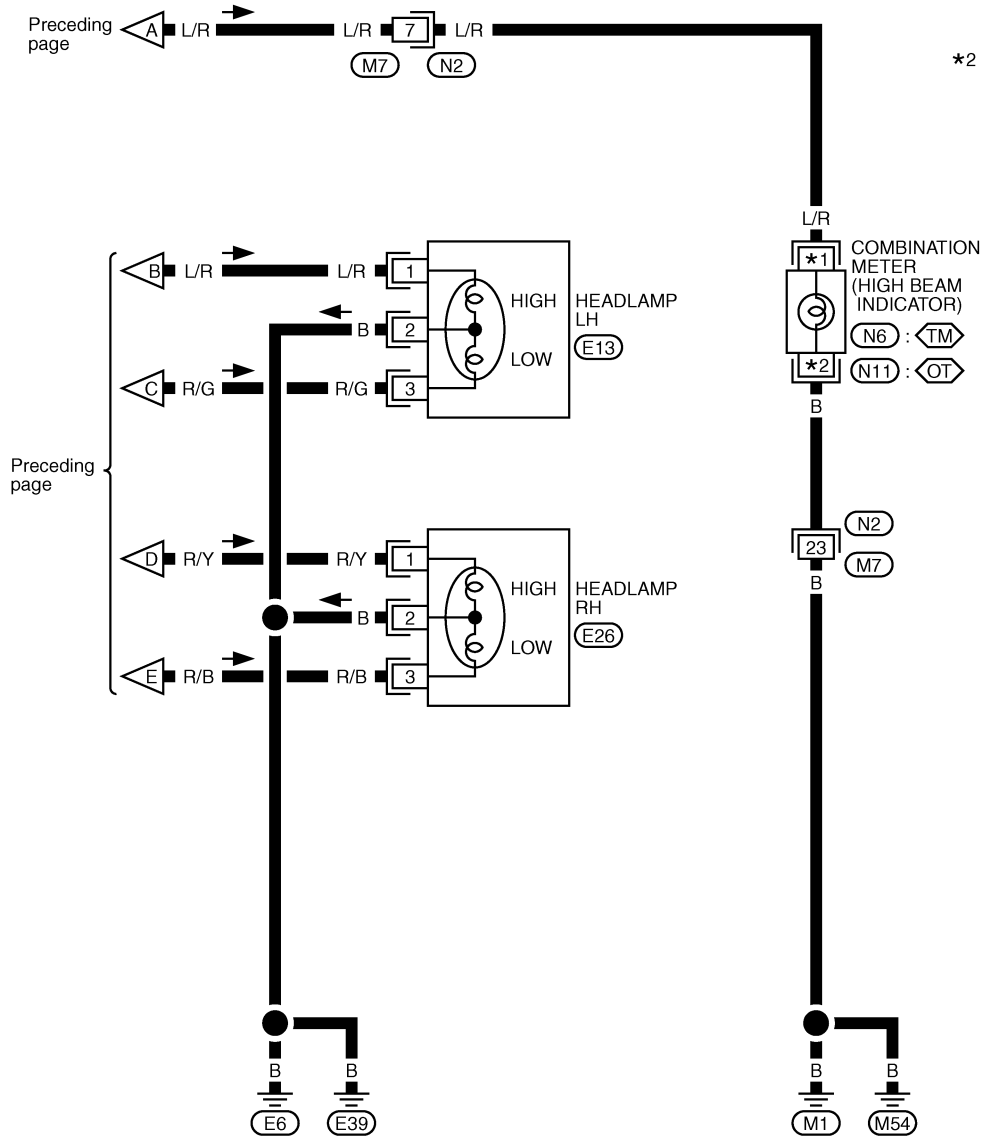 Preceding
page
A L/R L/R 7 L/R
M7 N2
*2
L/R
*1
COMBINATION
METER
(HIGH BEAM
INDICATOR)
N6 : TM
*2
N11 : OT
B
B L/R L/R 1
HIGH
HEADLAMP
LH
B 2
E13
LOW
C R/G R/G 3
Preceding
page
N2
23
M7
B
D R/Y R/Y 1
HIGH
HEADLAMP
RH
B 2
E26
LOW
E R/B R/B 3
B B B B
E6 E39 M1 M54